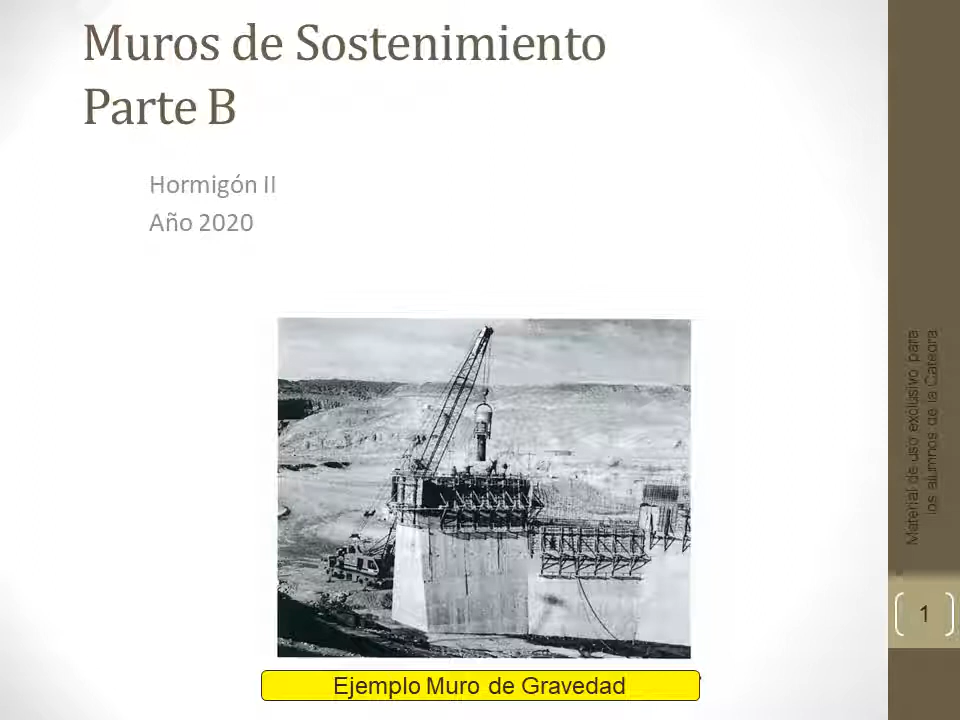 Muros de Sostenimiento
Parte B
Hormigón II
Año 2020
Ejemplo Muro de Gravedad
Material de uso exclusivo para
los alumnos de la Catedra
1